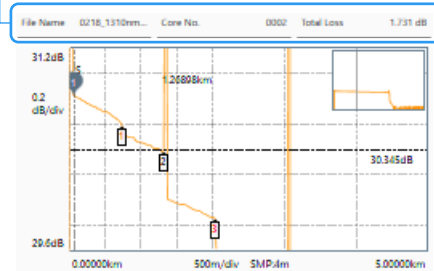 File Name 0218_1310nm... Core No. 0002 Total Loss 1.731 dB
31.2dB
S
1
1.26898km
0.2
dB/div
1
2
30.345dB
3
29.6dB
0.00000km 500m/div SMP:4m 5.00000km